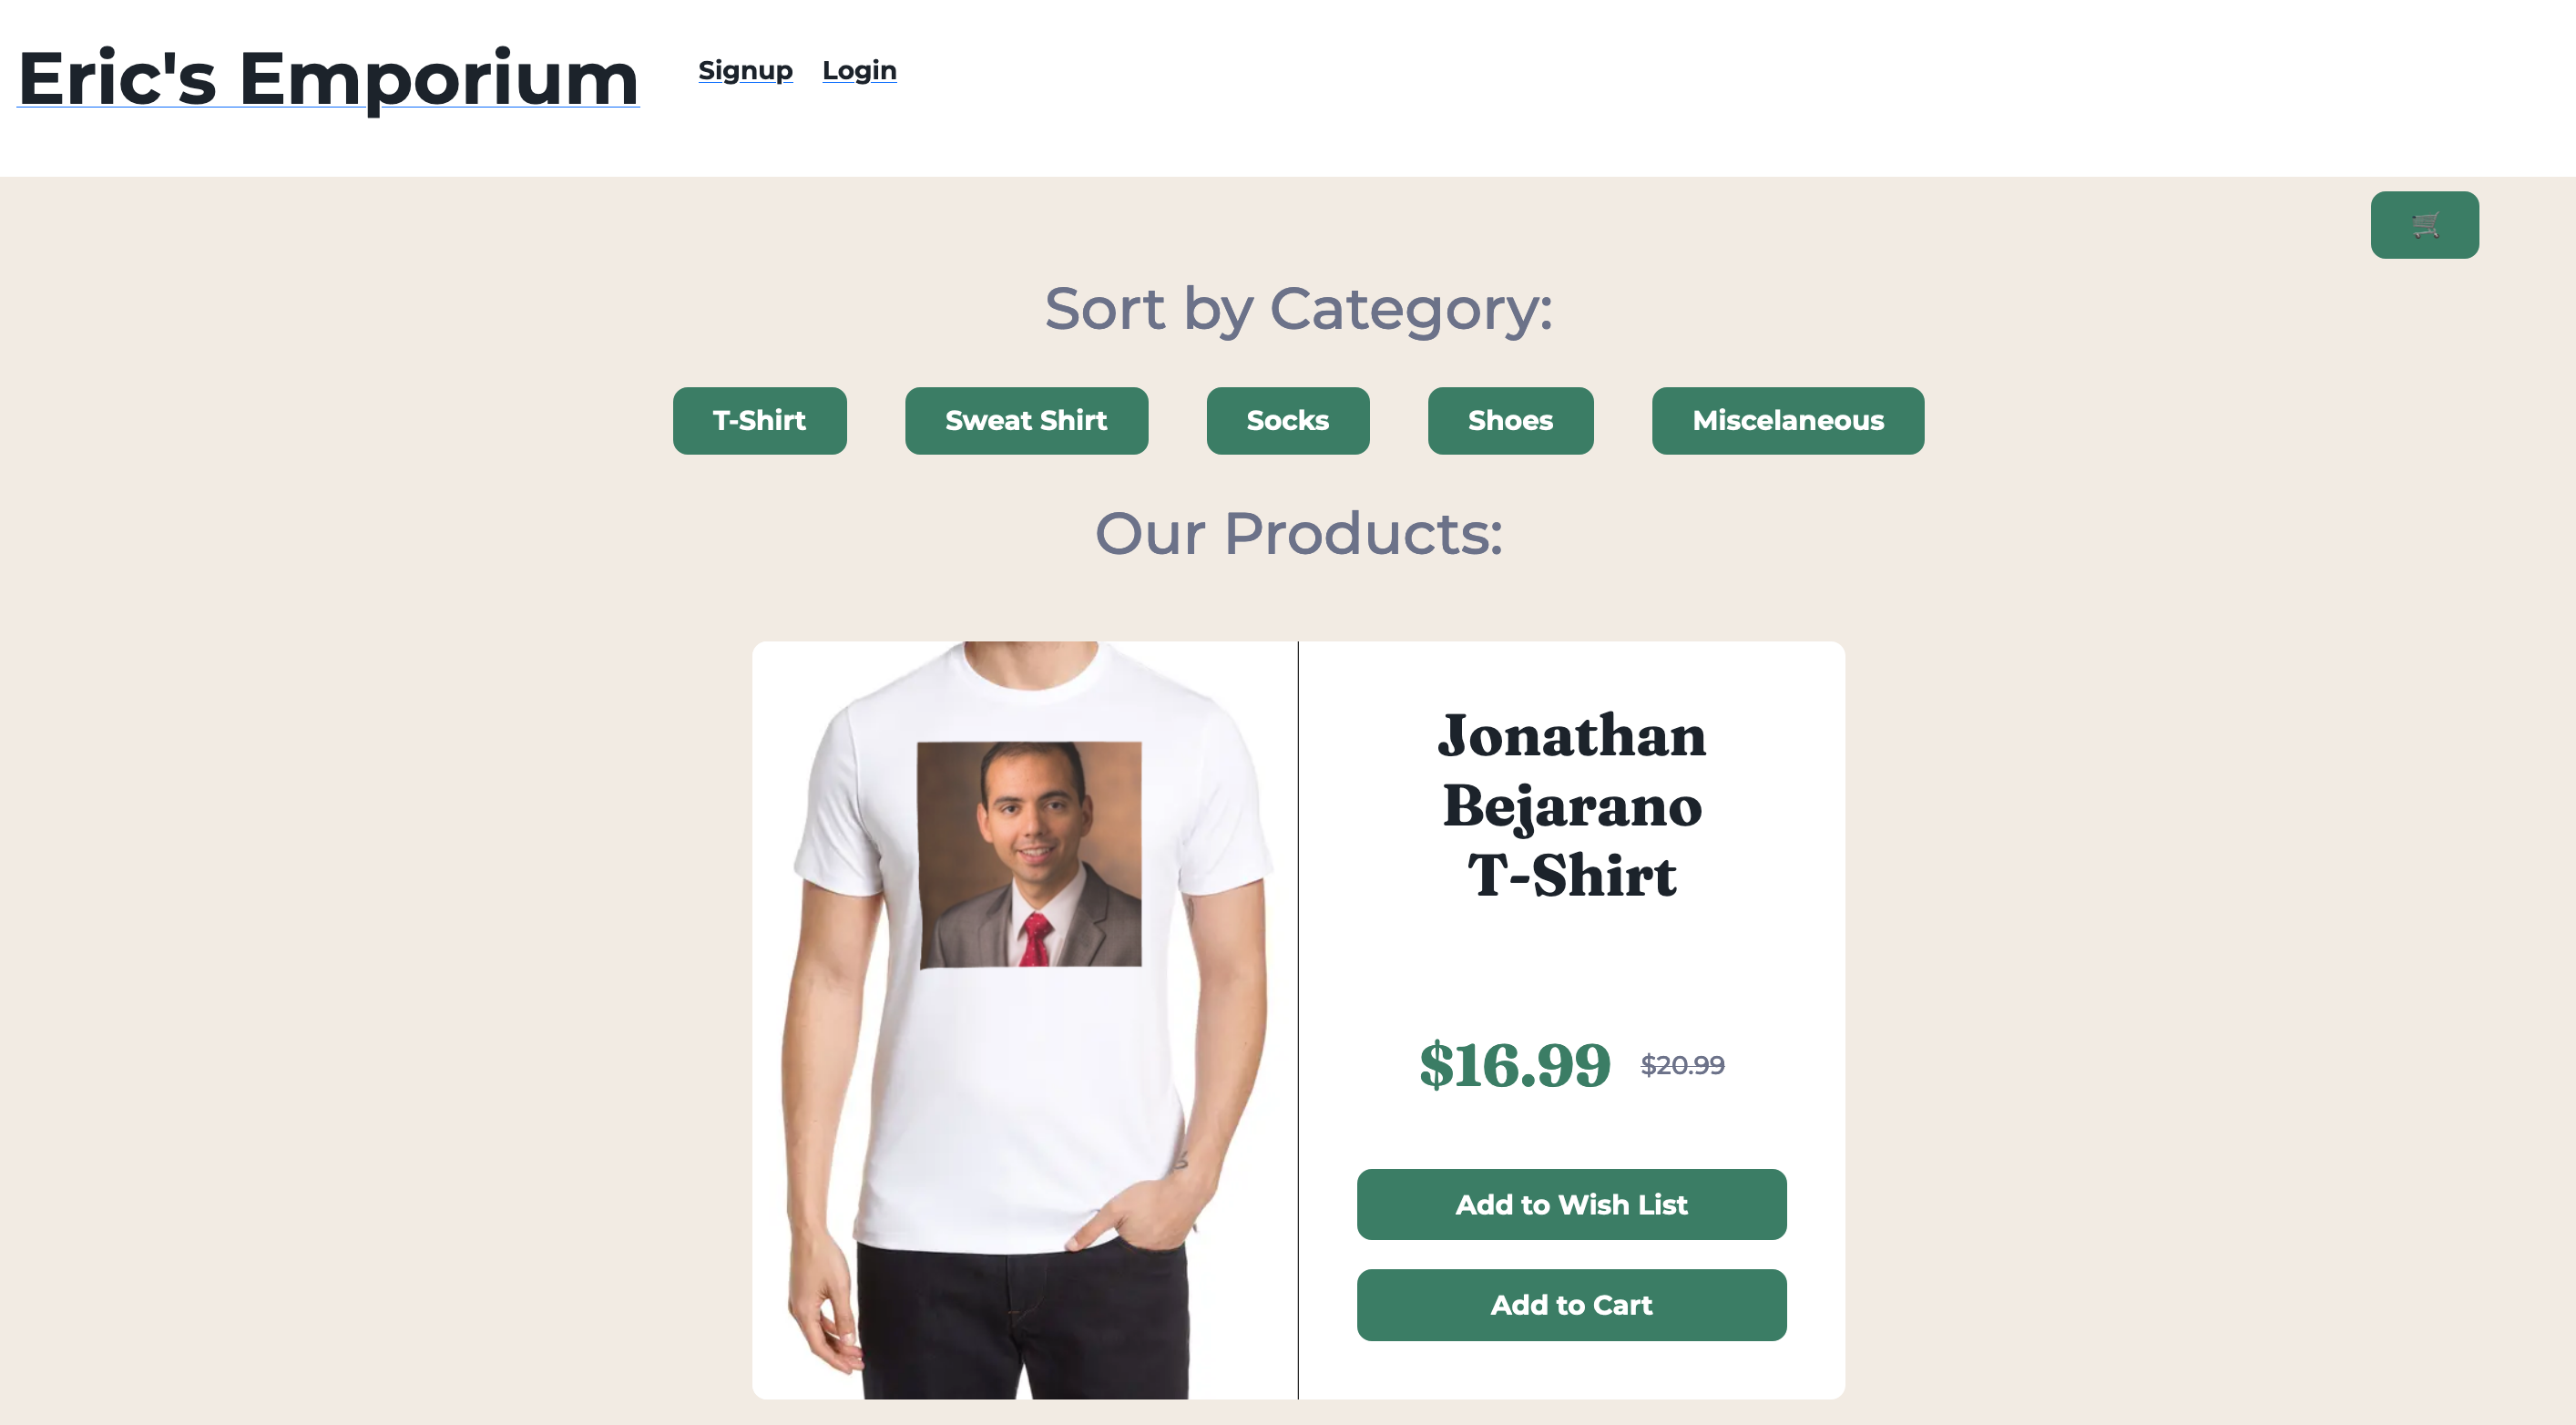 Eric's Emporium
Signup Login
Sort by Category:
T-Shirt Sweat Shirt Socks Shoes Miscelaneous
Our Products:
Jonathan
Bejarano
T-Shirt
$16.99 $20.99
Add to Wish List
Add to Cart